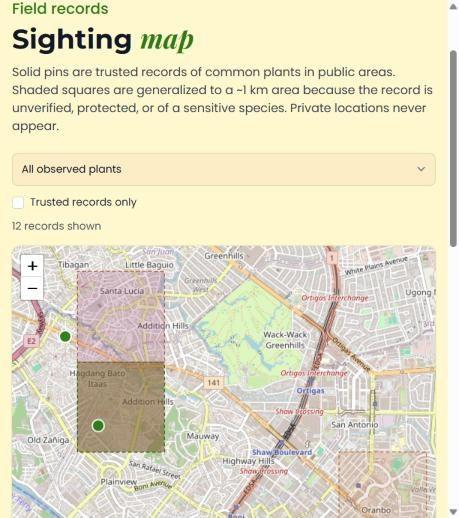 Field records
Sighting map
Solid pins are trusted records of common plants in public areas.
Shaded squares are generalized to a ~1 km area because the record is
unverified, protected, or of a sensitive species. Private locations never
appear.
All observed plants
Trusted records only
12 records shown
+
−
Tibagan
San Juan
Little Baguio
Greenhills
1
White Plains Avenue
Santa Lucia
Greenhills
West
Ortigas Interchange
Ugong
Addition Hills
E2
Wack-Wack
Greenhills
Ortigas Avenue
Hagdang Bato
Itaas
Ortigas Interchange
141
Ortigas
Addition Hills
Shaw Crossing
San Antonio
Old Zañiga
Mauway
Shaw Boulevard
Highway Hills
Shaw Crossing
San Rafael Street
Plainview
Boni Avenue
Oranbo
Boni